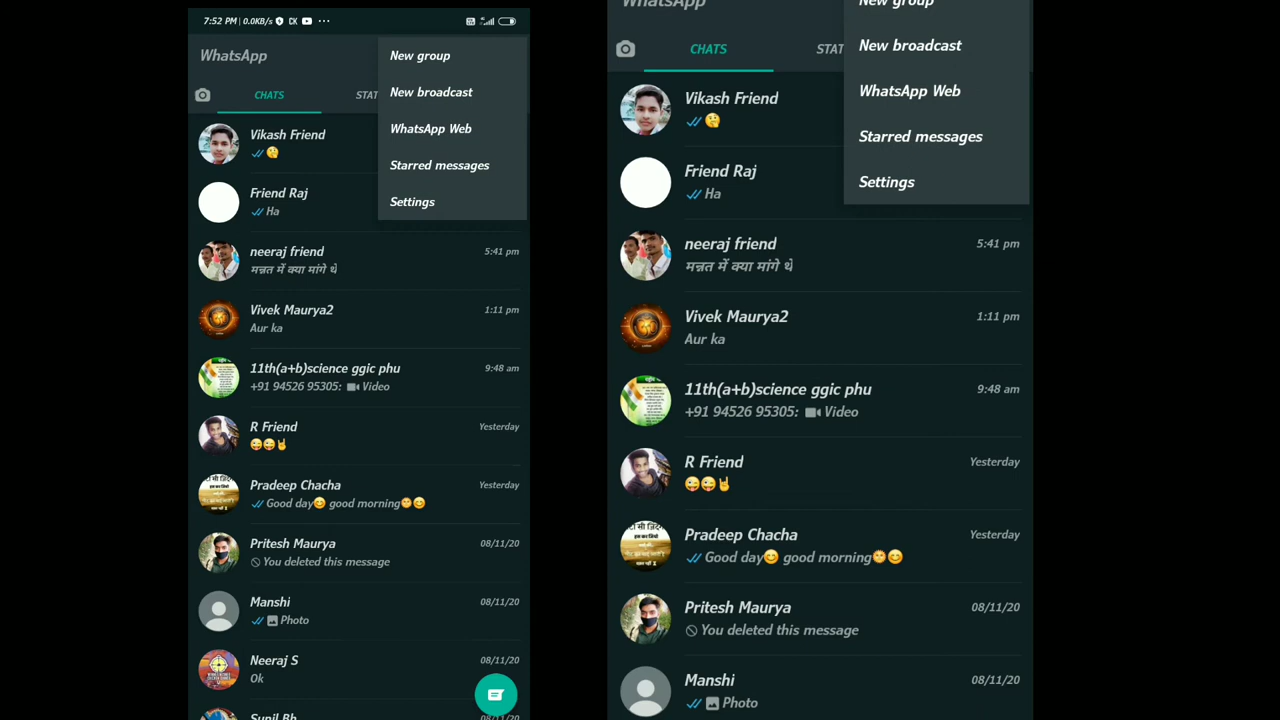 7:52 PM | 0.0KB/s
WhatsApp
New group
CHATS
STAT
New broadcast
WhatsApp Web
Starred messages
Settings
Vikash Friend
🤔
Friend Raj
Ha
neeraj friend
5:41 pm
मन्नत में क्या मांगे थे
Vivek Maurya2
1:11 pm
Aur ka
11th(a+b)science ggic phu
9:48 am
+91 94526 95305: Video
R Friend
Yesterday
😜😜🤘
Pradeep Chacha
Yesterday
Good day😊 good morning😁😊
Pritesh Maurya
08/11/20
You deleted this message
Manshi
08/11/20
Photo
Neeraj S
08/11/20
Ok
Sunil Bh
08/11/20
WhatsApp
New group
CHATS
STAT
New broadcast
WhatsApp Web
Starred messages
Settings
Vikash Friend
🤔
Friend Raj
Ha
neeraj friend
5:41 pm
मन्नत में क्या मांगे थे
Vivek Maurya2
1:11 pm
Aur ka
11th(a+b)science ggic phu
9:48 am
+91 94526 95305: Video
R Friend
Yesterday
😜😜🤘
Pradeep Chacha
Yesterday
Good day😊 good morning😁😊
Pritesh Maurya
08/11/20
You deleted this message
Manshi
08/11/20
Photo